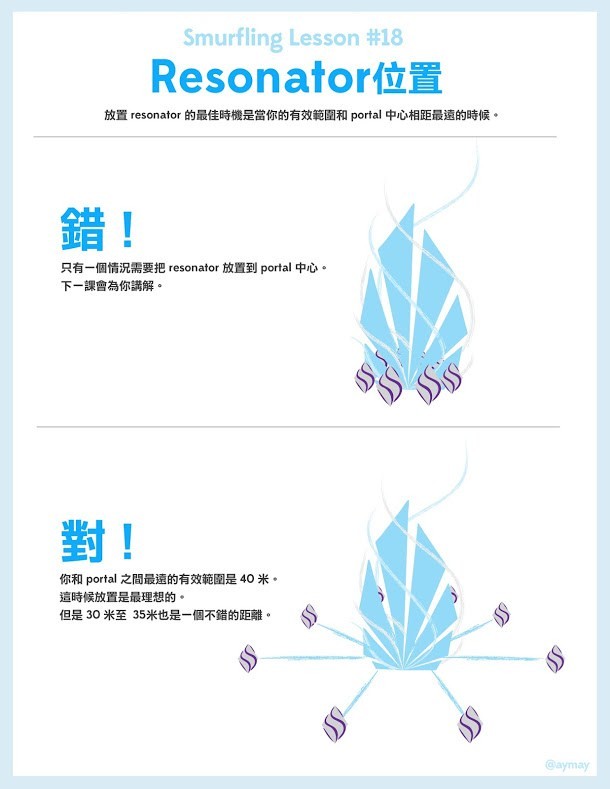 Smurfling Lesson #18
Resonator位置
放置 resonator 的最佳時機是當你的有效範圍和 portal 中心相距最遠的時候。
錯！
只有一個情況需要把 resonator 放置到 portal 中心。
下一課會為你講解。
對！
你和 portal 之間最遠的有效範圍是 40 米。
這時候放置是最理想的。
但是 30 米至 35米也是一個不錯的距離。
@aymay